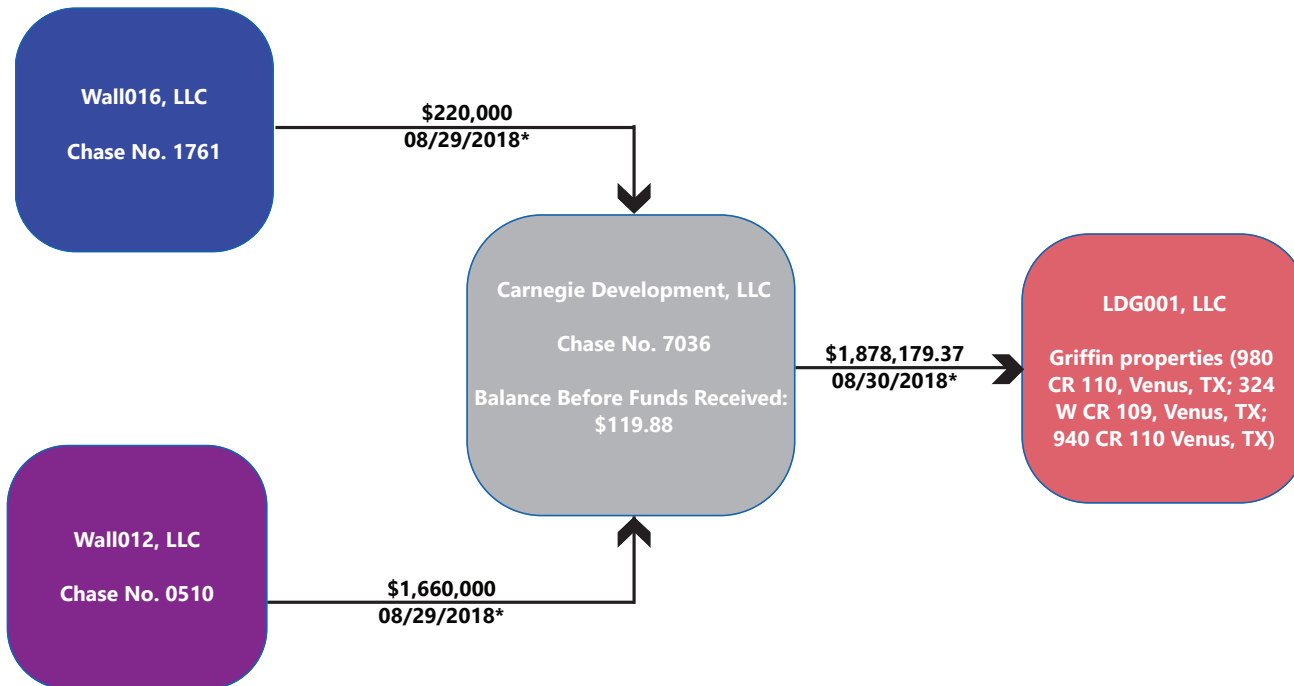 Wall016, LLC
Chase No. 1761
$220,000
08/29/2018*
Carnegie Development, LLC
Chase No. 7036
Balance Before Funds Received:
$119.88
$1,878,179.37
08/30/2018*
LDG001, LLC
Griffin properties (980
CR 110, Venus, TX; 324
W CR 109, Venus, TX;
940 CR 110 Venus, TX)
Wall012, LLC
Chase No. 0510
$1,660,000
08/29/2018*